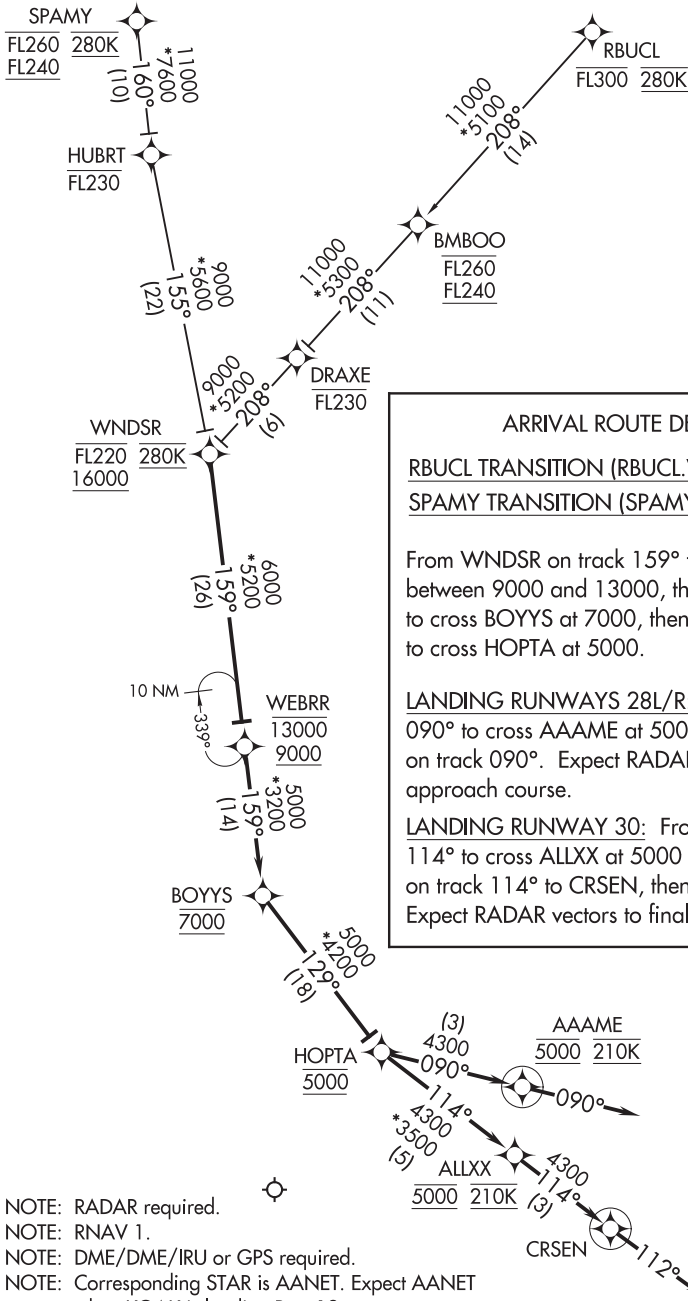 SPAMY
FL260 280K
FL240
11000
*7600
160°
(10)
RBUCL
FL300 280K
11000
*5100
208°
(14)
HUBRT
FL230
BMBOO
FL260
FL240
9000
*5600
155°
(22)
11000
*5300
208°
(11)
DRAXE
FL230
9000
*5200
208°
(6)
WNDSR
FL220 280K
16000
ARRIVAL ROUTE DE
RBUCL TRANSITION (RBUCL.
SPAMY TRANSITION (SPAMY
From WNDSR on track 159°
between 9000 and 13000, th
to cross BOYYS at 7000, then
to cross HOPTA at 5000.
LANDING RUNWAYS 28L/R
090° to cross AAAME at 500
on track 090°. Expect RADAR
approach course.
LANDING RUNWAY 30: Fro
114° to cross ALLXX at 5000
on track 114° to CRSEN, then
Expect RADAR vectors to final
6000
*5200
159°
(26)
10 NM
339°
WEBRR
13000
9000
5000
*3200
159°
(14)
BOYYS
7000
5000
*4200
129°
(18)
HOPTA
5000
(3)
4300
090°
AAAME
5000 210K
090°
114°
4300
*3500
(5)
ALLXX
5000 210K
4300
114°
(3)
CRSEN
112°
NOTE: RADAR required.
NOTE: RNAV 1.
NOTE: DME/DME/IRU or GPS required.
NOTE: Corresponding STAR is AANET. Expect AANET